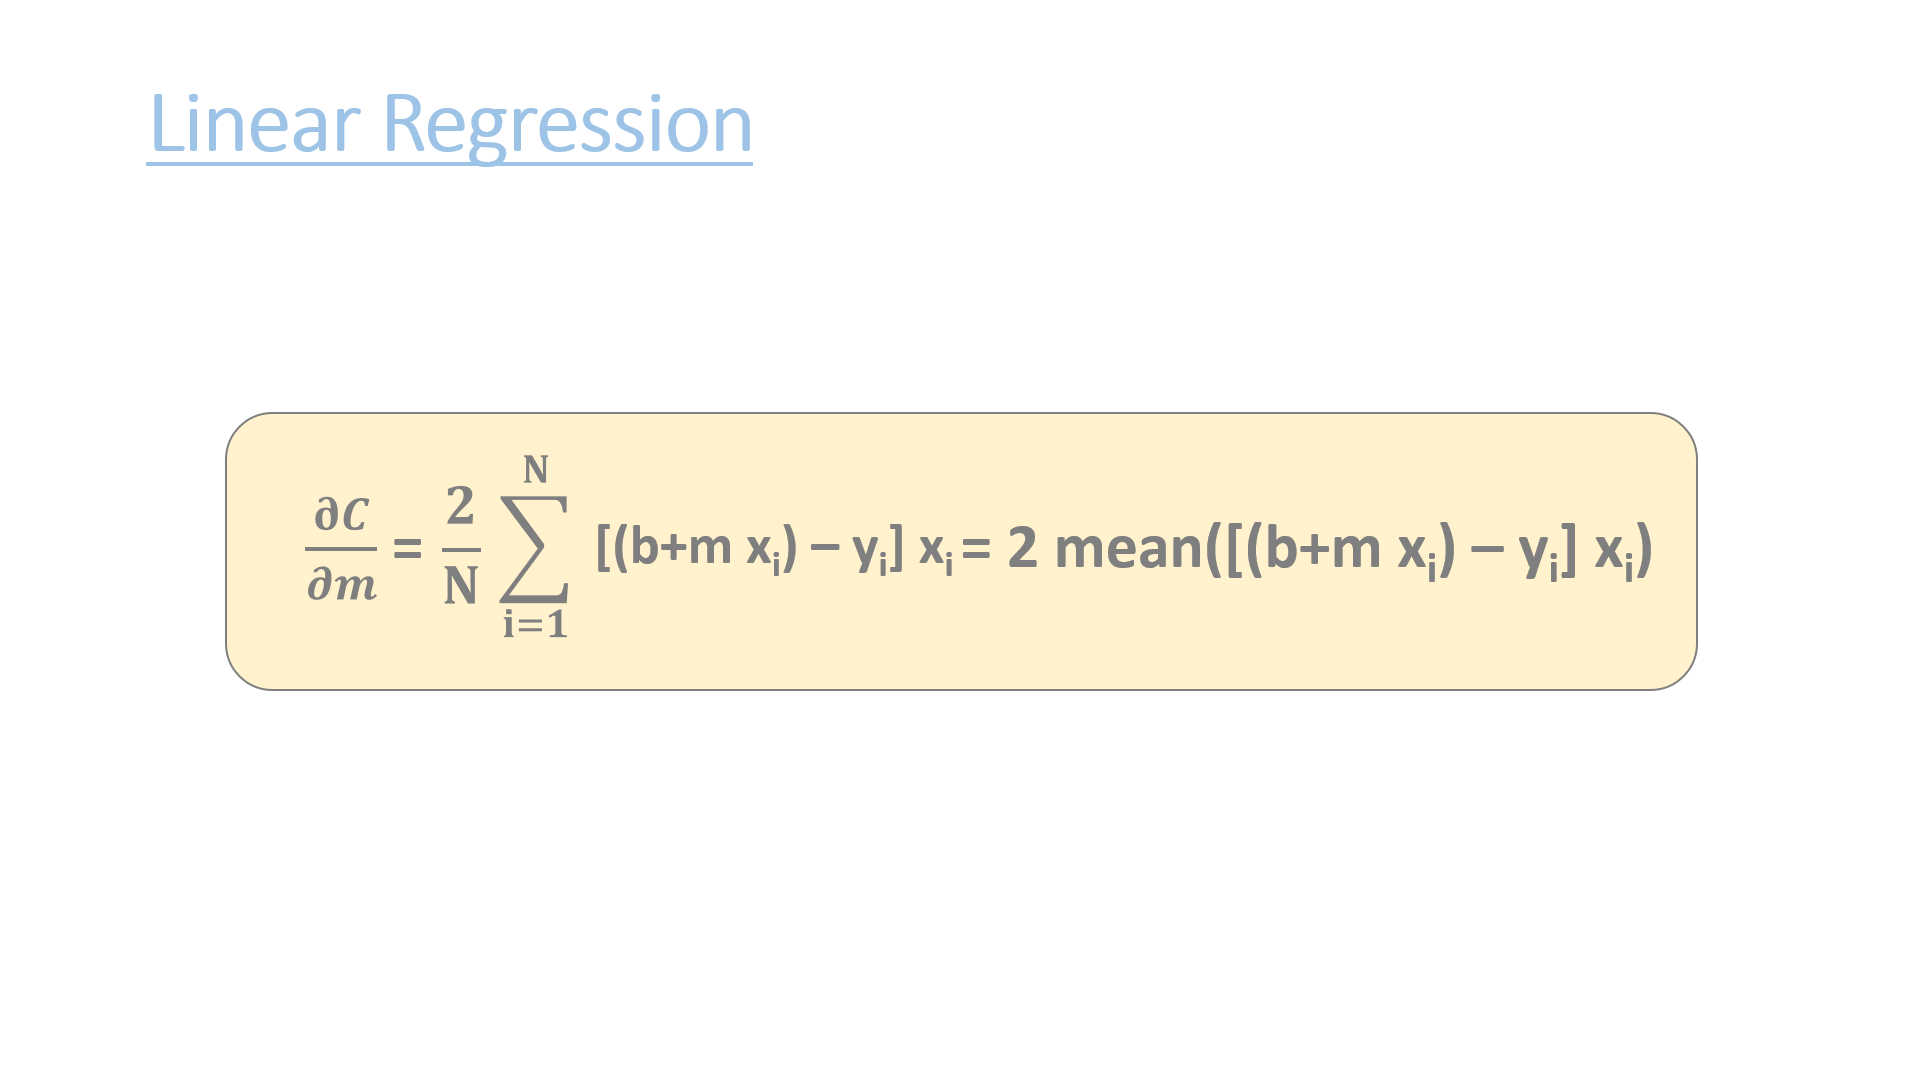 Linear Regression
∂C/∂m = 2/N ∑_{i=1}^{N} [(b+m x_i) – y_i] x_i = 2 mean([(b+m x_i) – y_i] x_i)